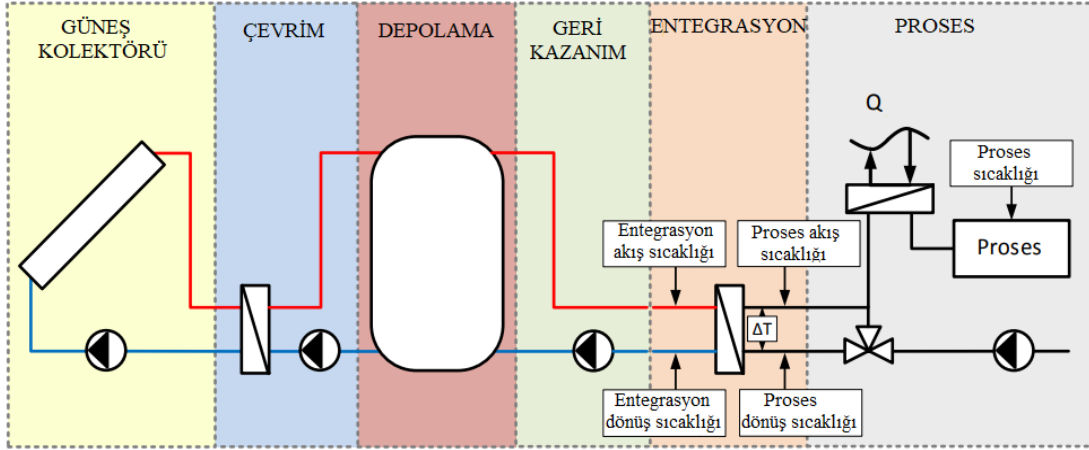 GÜNEŞ
KOLEKTÖRÜ
ÇEVRİM
DEPOLAMA
GERİ
KAZANIM
ENTEGRASYON
PROSES
Q
Proses
sıcaklığı
Proses
Entegrasyon
akış sıcaklığı
Proses akış
sıcaklığı
ΔT
Entegrasyon
dönüş sıcaklığı
Proses
dönüş sıcaklığı